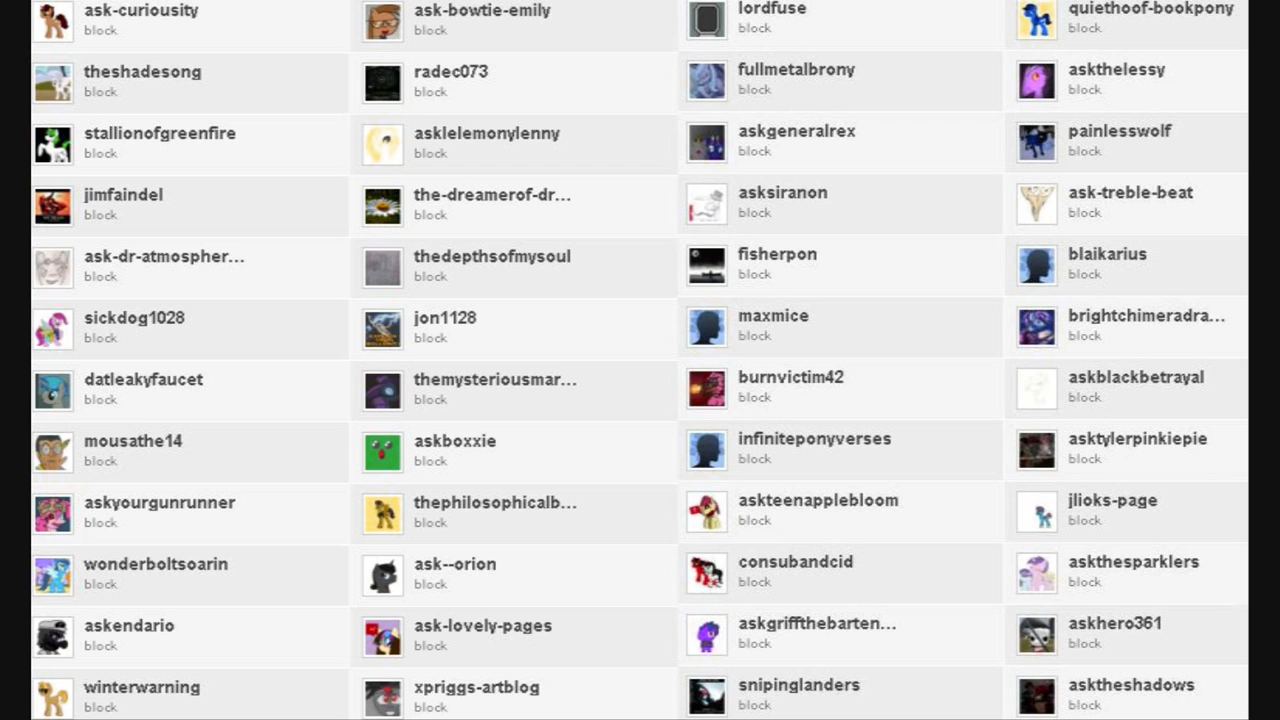 ask-curiousity
block
ask-bowtie-emily
block
lordfuse
block
quiethoof-bookpony
block
theshadesong
block
radec073
block
fullmetalbrony
block
askthelessy
block
stallionofgreenfire
block
asklelemonylenny
block
askgeneralrex
block
painlesswolf
block
jimfaindel
block
the-dreamerof-dr...
block
asksiranon
block
ask-treble-beat
block
ask-dr-atmospher...
block
thedepthsofmysoul
block
fisherpon
block
blaikarius
block
sickdog1028
block
jon1128
block
maxmice
block
brightchimeradra...
block
datleakyfaucet
block
themysteriousmar...
block
burnvictim42
block
askblackbetrayal
block
mousathe14
block
askboxxie
block
infiniteponyverses
block
asktylerpinkiepie
block
askyourgunrunner
block
thephilosophicalb...
block
askteenapplebloom
block
jlioks-page
block
wonderboltsoarin
block
ask--orion
block
consubandcid
block
askthesparklers
block
askendario
block
ask-lovely-pages
block
askgriffthebarten...
block
askhero361
block
winterwarning
block
xpriggs-artblog
block
snipinglanders
block
asktheshadows
block